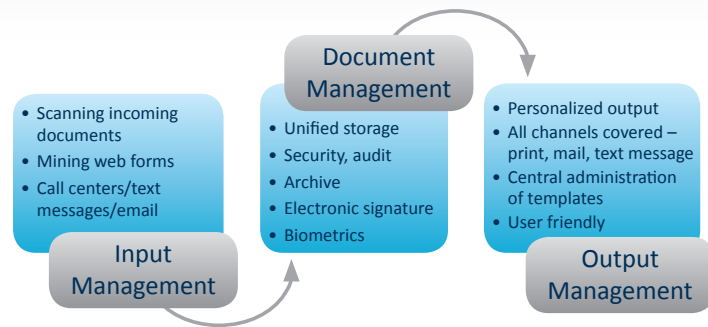 • Scanning incoming
documents
• Mining web forms
• Call centers/text
messages/email
Input
Management
Document
Management
• Unified storage
• Security, audit
• Archive
• Electronic signature
• Biometrics
• Personalized output
• All channels covered –
print, mail, text message
• Central administration
of templates
• User friendly
Output
Management